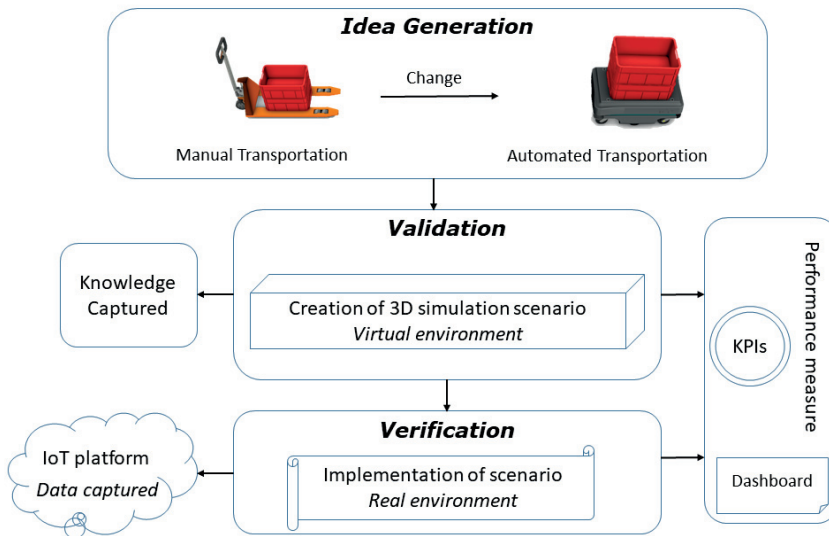 Idea Generation
Change
Manual Transportation
Automated Transportation
Validation
Knowledge
Captured
Creation of 3D simulation scenario
Virtual environment
Performance measure
KPIs
Verification
IoT platform
Data captured
Implementation of scenario
Real environment
Dashboard